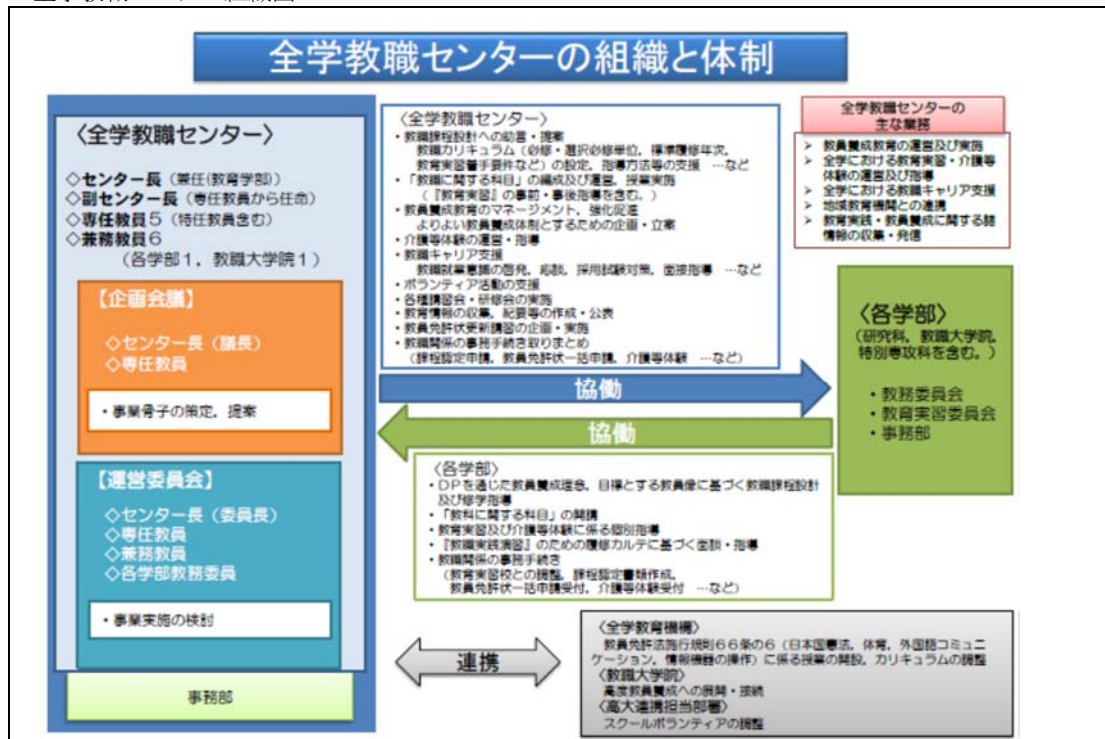 全学教職センターの組織と体制
〈全学教職センター〉
◇センター長（兼任(教育学部)）
◇副センター長（専任教員から任命）
◇専任教員５（特任教員含む）
◇兼務教員６
（各学部１，教職大学院１）
【企画会議】
◇センター長（議長）
◇専任教員
・事業骨子の策定，提案
【運営委員会】
◇センター長（委員長）
◇専任教員
◇兼務教員
◇各学部教務委員
・事業実施の検討
事務部
〈全学教職センター〉
・教職課程設計への助言・提案
教職カリキュラム（必修・選択必修単位，標準履修年次，
教育実習着手要件など）の設定，指導方法等の支援 …など
・「教職に関する科目」の編成及び運営，授業実施
（『教育実習』の事前・事後指導を含む。）
・教員養成教育のマネージメント，強化促進
よりよい教員養成体制とするための企画・立案
・介護等体験の運営・指導
・教職キャリア支援
教職就業意識の啓発，応談，採用試験対策，面接指導 …など
・ボランティア活動の支援
・各種講習会・研修会の実施
・教育情報の収集，紀要等の作成・公表
・教員免許状更新講習の企画・実施
・教職関係の事務手続き取りまとめ
（課程認定申請，教員免許状一括申請，介護等体験 …など）
協働
協働
〈各学部〉
・ＤＰを通じた教員養成理念，目標とする教員像に基づく教職課程設計
及び修学指導
・「教科に関する科目」の開講
・教育実習及び介護等体験に係る個別指導
・『教職実践演習』のための履修カルテに基づく面談・指導
・教職関係の事務手続き
（教育実習校との調整，課程認定書類作成，
教員免許状一括申請受付，介護等体験受付 …など）
全学教職センターの
主な業務
➢ 教員養成教育の運営及び実施
➢ 全学における教育実習・介護等
体験の運営及び指導
➢ 全学における教職キャリア支援
➢ 地域教育機関との連携
➢ 教育実践・教員養成に関する諸
情報の収集・発信
〈各学部〉
（研究科，教職大学院，
特別専攻科を含む。）
・教務委員会
・教育実習委員会
・事務部
連携
〈全学教育機構〉
教員免許法施行規則６６条の６（日本国憲法，体育，外国語コミュニ
ケーション，情報機器の操作）に係る授業の開設，カリキュラムの調整
〈教職大学院〉
高度教員養成への展開・接続
〈高大連携担当部署〉
スクールボランティアの調整